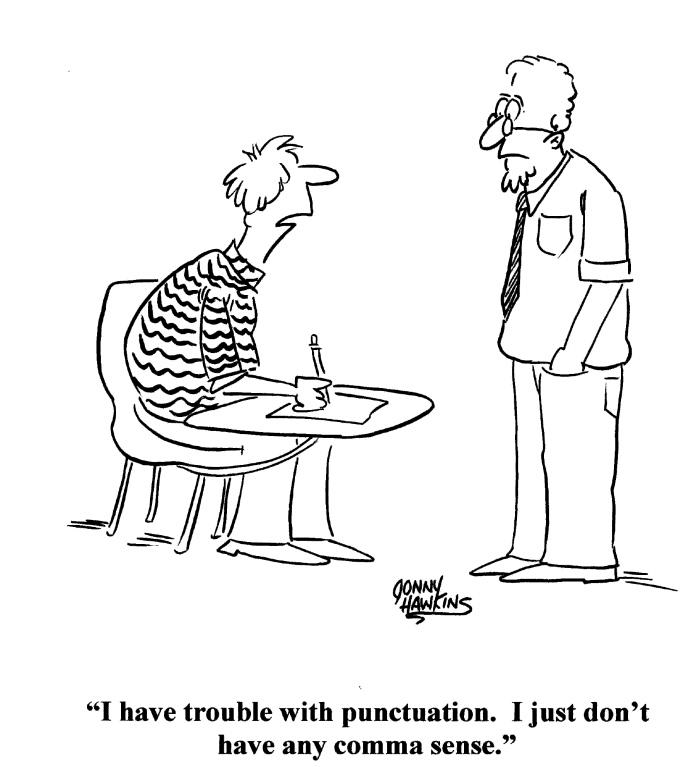 JONNY
HAWKINS
“I have trouble with punctuation.  I just don’t
have any comma sense.”